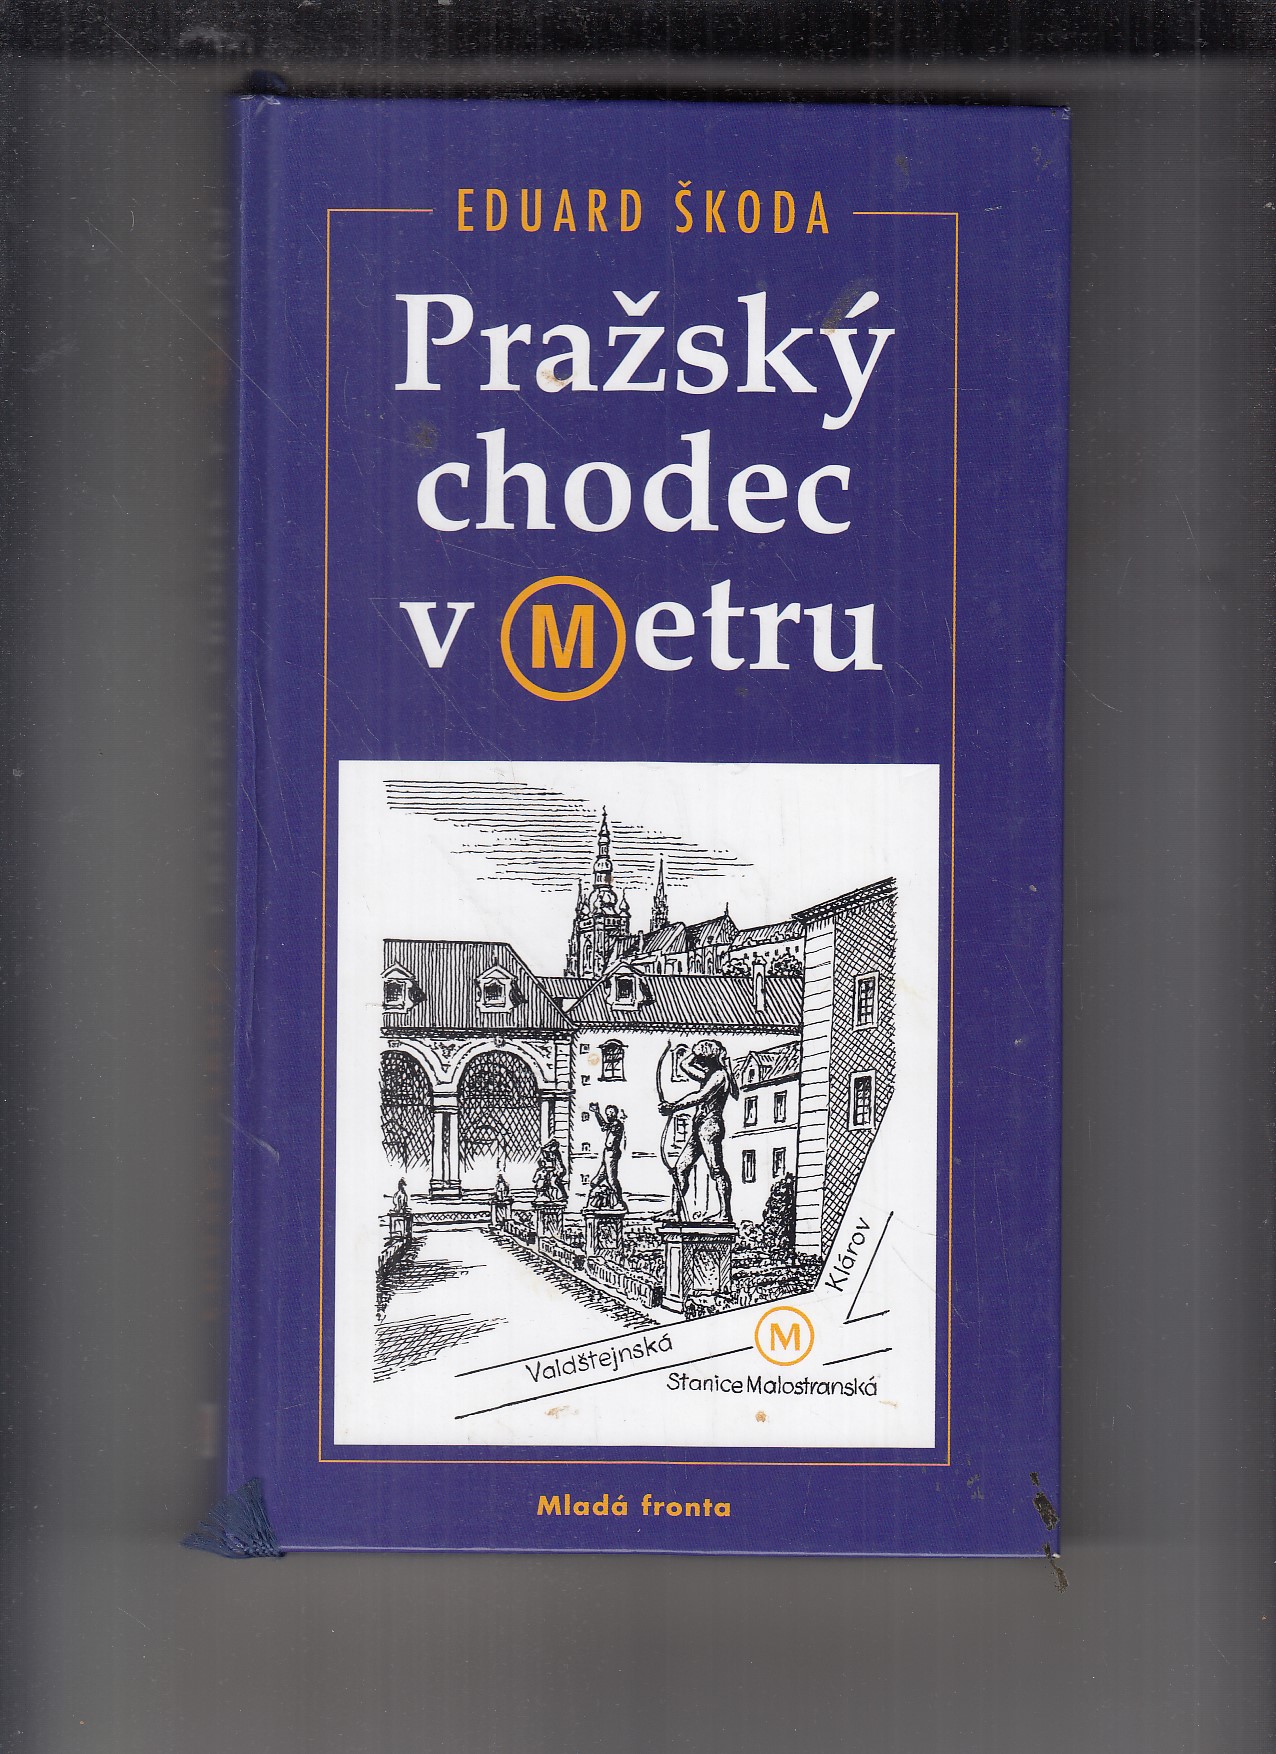 EDUARD ŠKODA
Pražský
chodec
v Metru
Klárov
Valdštejnská
M
Stanice Malostranská
Mladá fronta